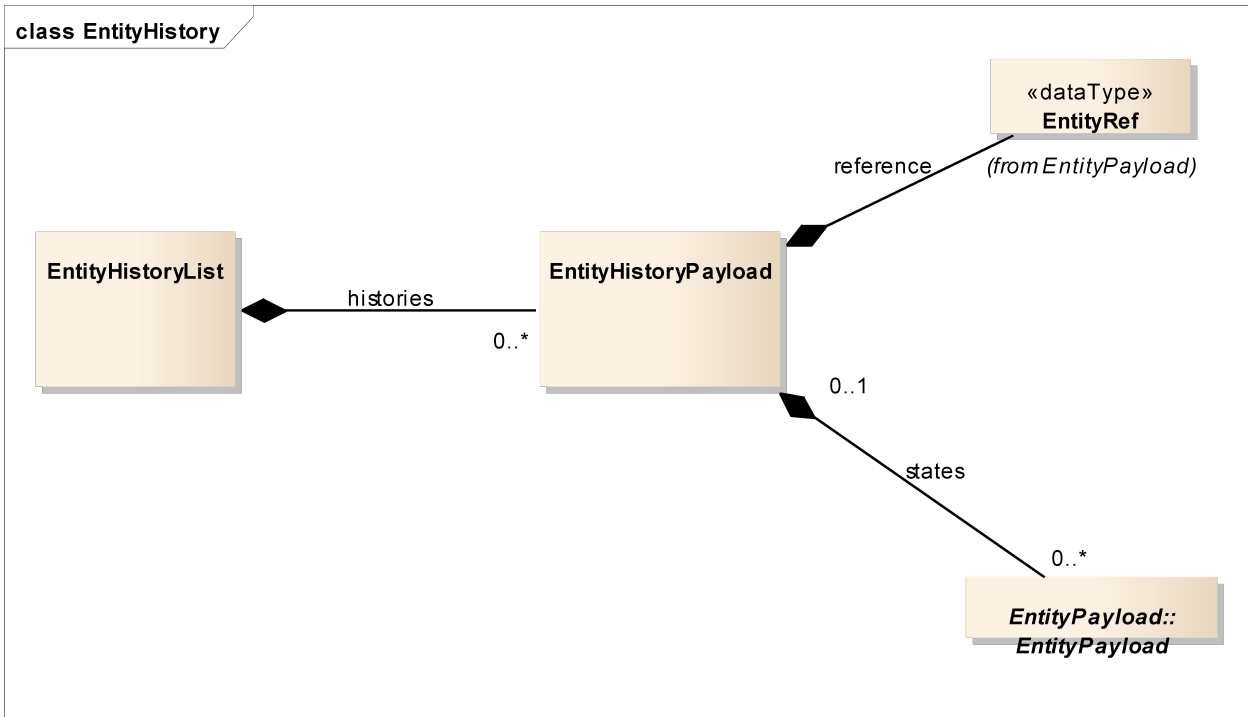 class EntityHistory
«dataType»
EntityRef
(from EntityPayload)
reference
EntityHistoryList
histories
0..*
EntityHistoryPayload
0..1
states
0..*
EntityPayload::
EntityPayload